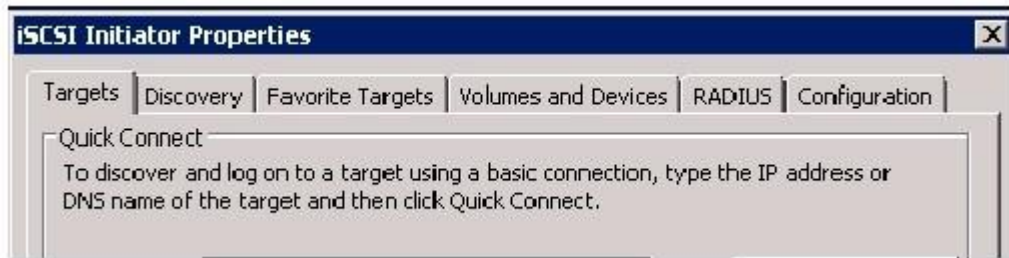 iSCSI Initiator Properties
Targets Discovery Favorite Targets Volumes and Devices RADIUS Configuration
Quick Connect
To discover and log on to a target using a basic connection, type the IP address or
DNS name of the target and then click Quick Connect.